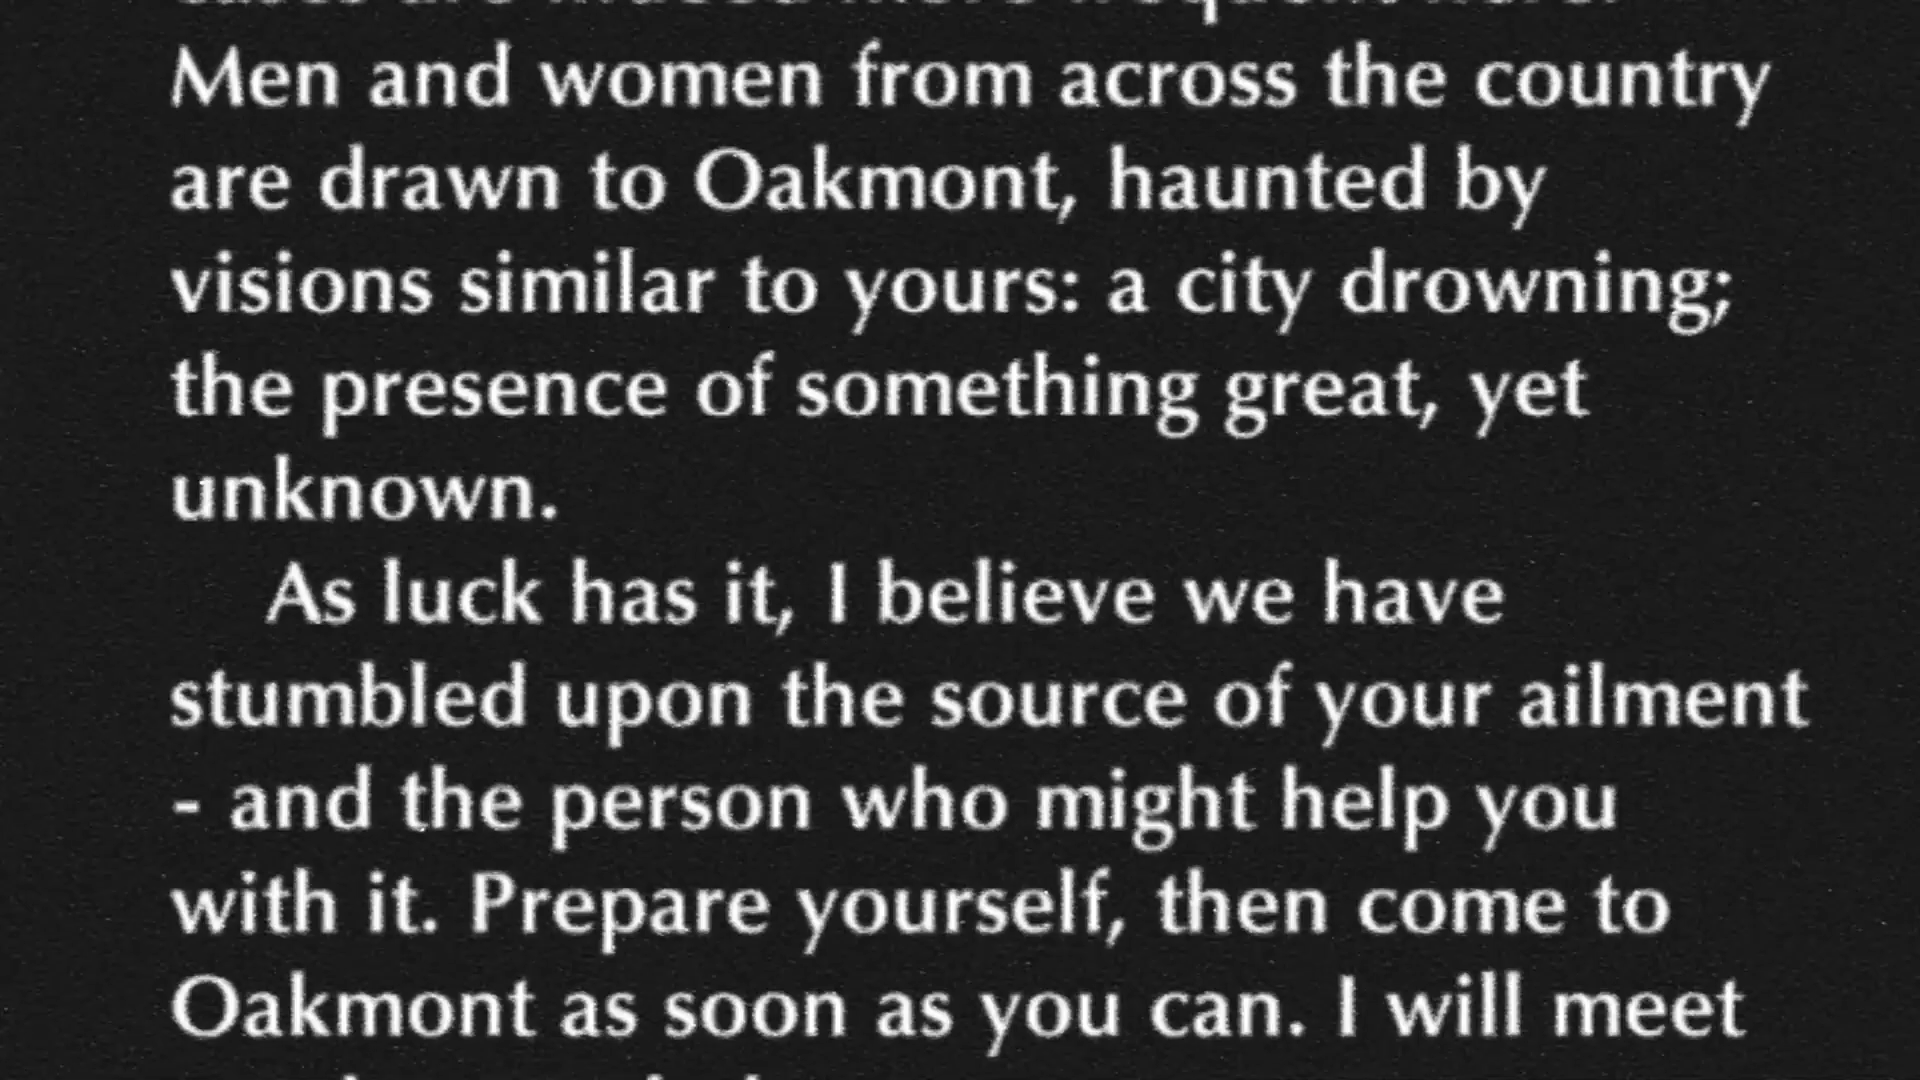 Men and women from across the country
are drawn to Oakmont, haunted by
visions similar to yours: a city drowning;
the presence of something great, yet
unknown.
As luck has it, I believe we have
stumbled upon the source of your ailment
- and the person who might help you
with it. Prepare yourself, then come to
Oakmont as soon as you can. I will meet